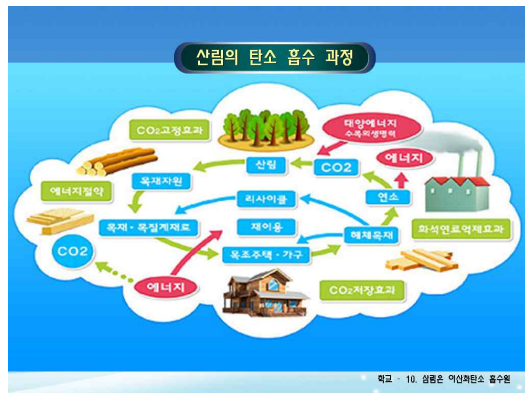 산림의 탄소 흡수 과정
CO2고정효과
태양에너지
수목의생명력
에너지
산림
CO2
목재자원
에너지절약
리사이클
연소
목재·목질계재료
재이용
해체목재
화석연료억제효과
CO2
목조주택·가구
에너지
CO2저장효과
학교 - 10. 삼림은 이산화탄소 흡수원